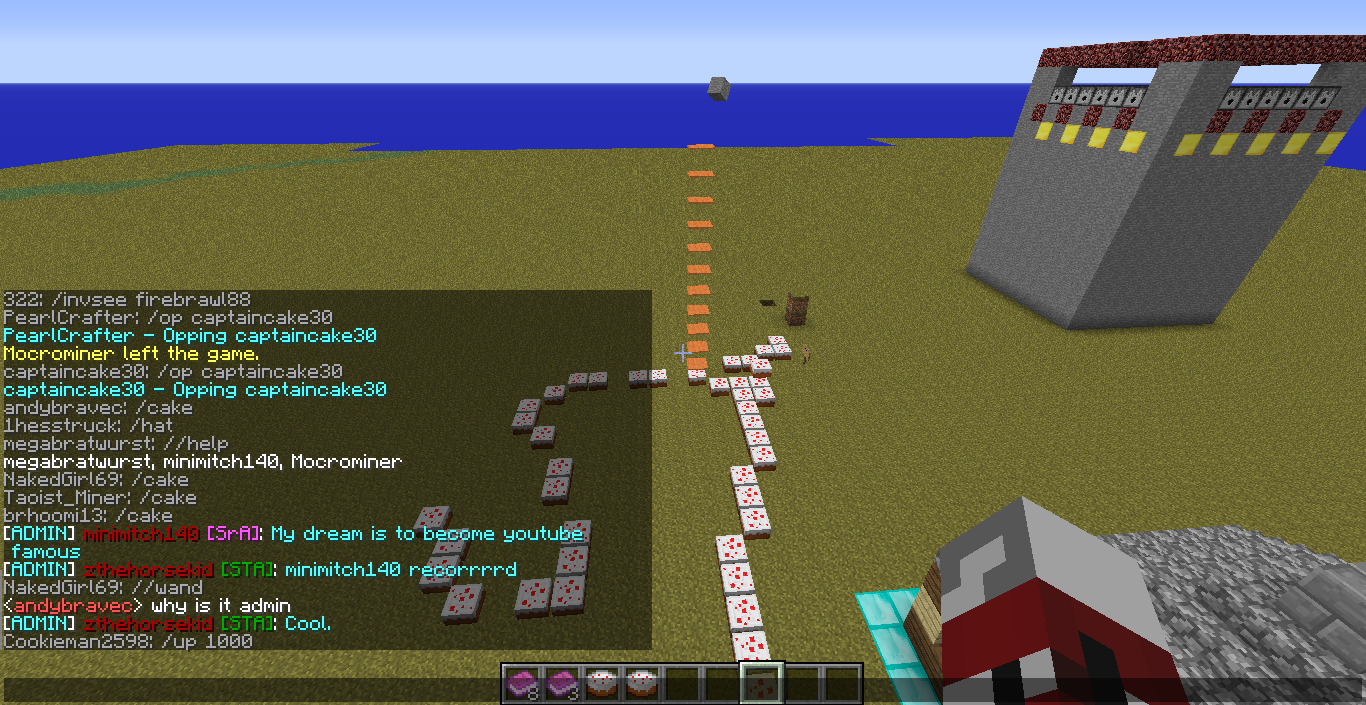 322: /invsee firebrawl88
PearlCrafter: /op captaincake30
PearlCrafter - Opping captaincake30
Mocrominer left the game.
captaincake30: /op captaincake30
captaincake30 - Opping captaincake30
andybravec: /cake
1hesstruck: /hat
megabratwurst: //help
megabratwurst, minimitch140, Mocrominer
NakedGirl69: /cake
Taoist_Miner: /cake
brhoomi13: /cake
[ADMIN] minimitch140 [SrA]: My dream is to become youtube
famous
[ADMIN] zthehorsekid [STA]: minimitch140 recorrrrd
NakedGirl69: //wand
<andybravec> why is it admin
[ADMIN] zthehorsekid [STA]: Cool.
Cookieman2598: /up 1000
8 3